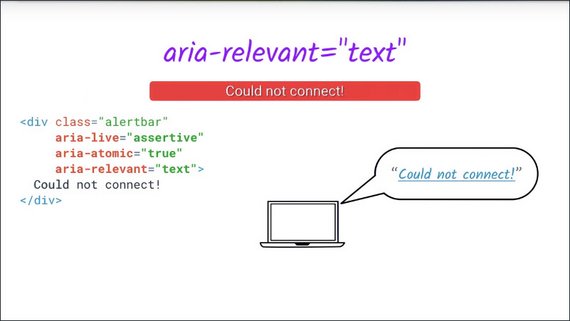 aria-relevant="text"
Could not connect!
<div class="alertbar"
aria-live="assertive"
aria-atomic="true"
aria-relevant="text">
Could not connect!
</div>
“Could not connect!”